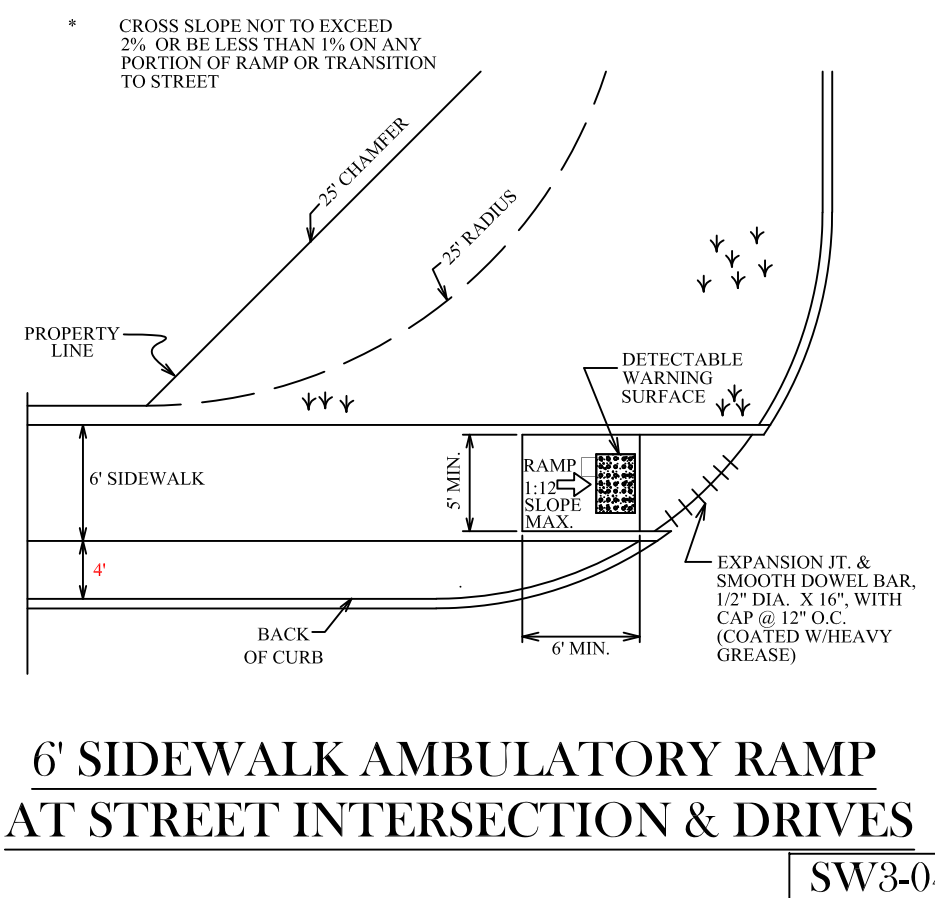 * CROSS SLOPE NOT TO EXCEED
2% OR BE LESS THAN 1% ON ANY
PORTION OF RAMP OR TRANSITION
TO STREET
25' CHAMFER
25' RADIUS
PROPERTY
LINE
DETECTABLE
WARNING
SURFACE
6' SIDEWALK
5' MIN.
RAMP
1:12
SLOPE
MAX.
4'
EXPANSION JT. &
SMOOTH DOWEL BAR,
1/2" DIA. X 16", WITH
CAP @ 12" O.C.
(COATED W/HEAVY
GREASE)
BACK
OF CURB
6' MIN.
6' SIDEWALK AMBULATORY RAMP
AT STREET INTERSECTION & DRIVES